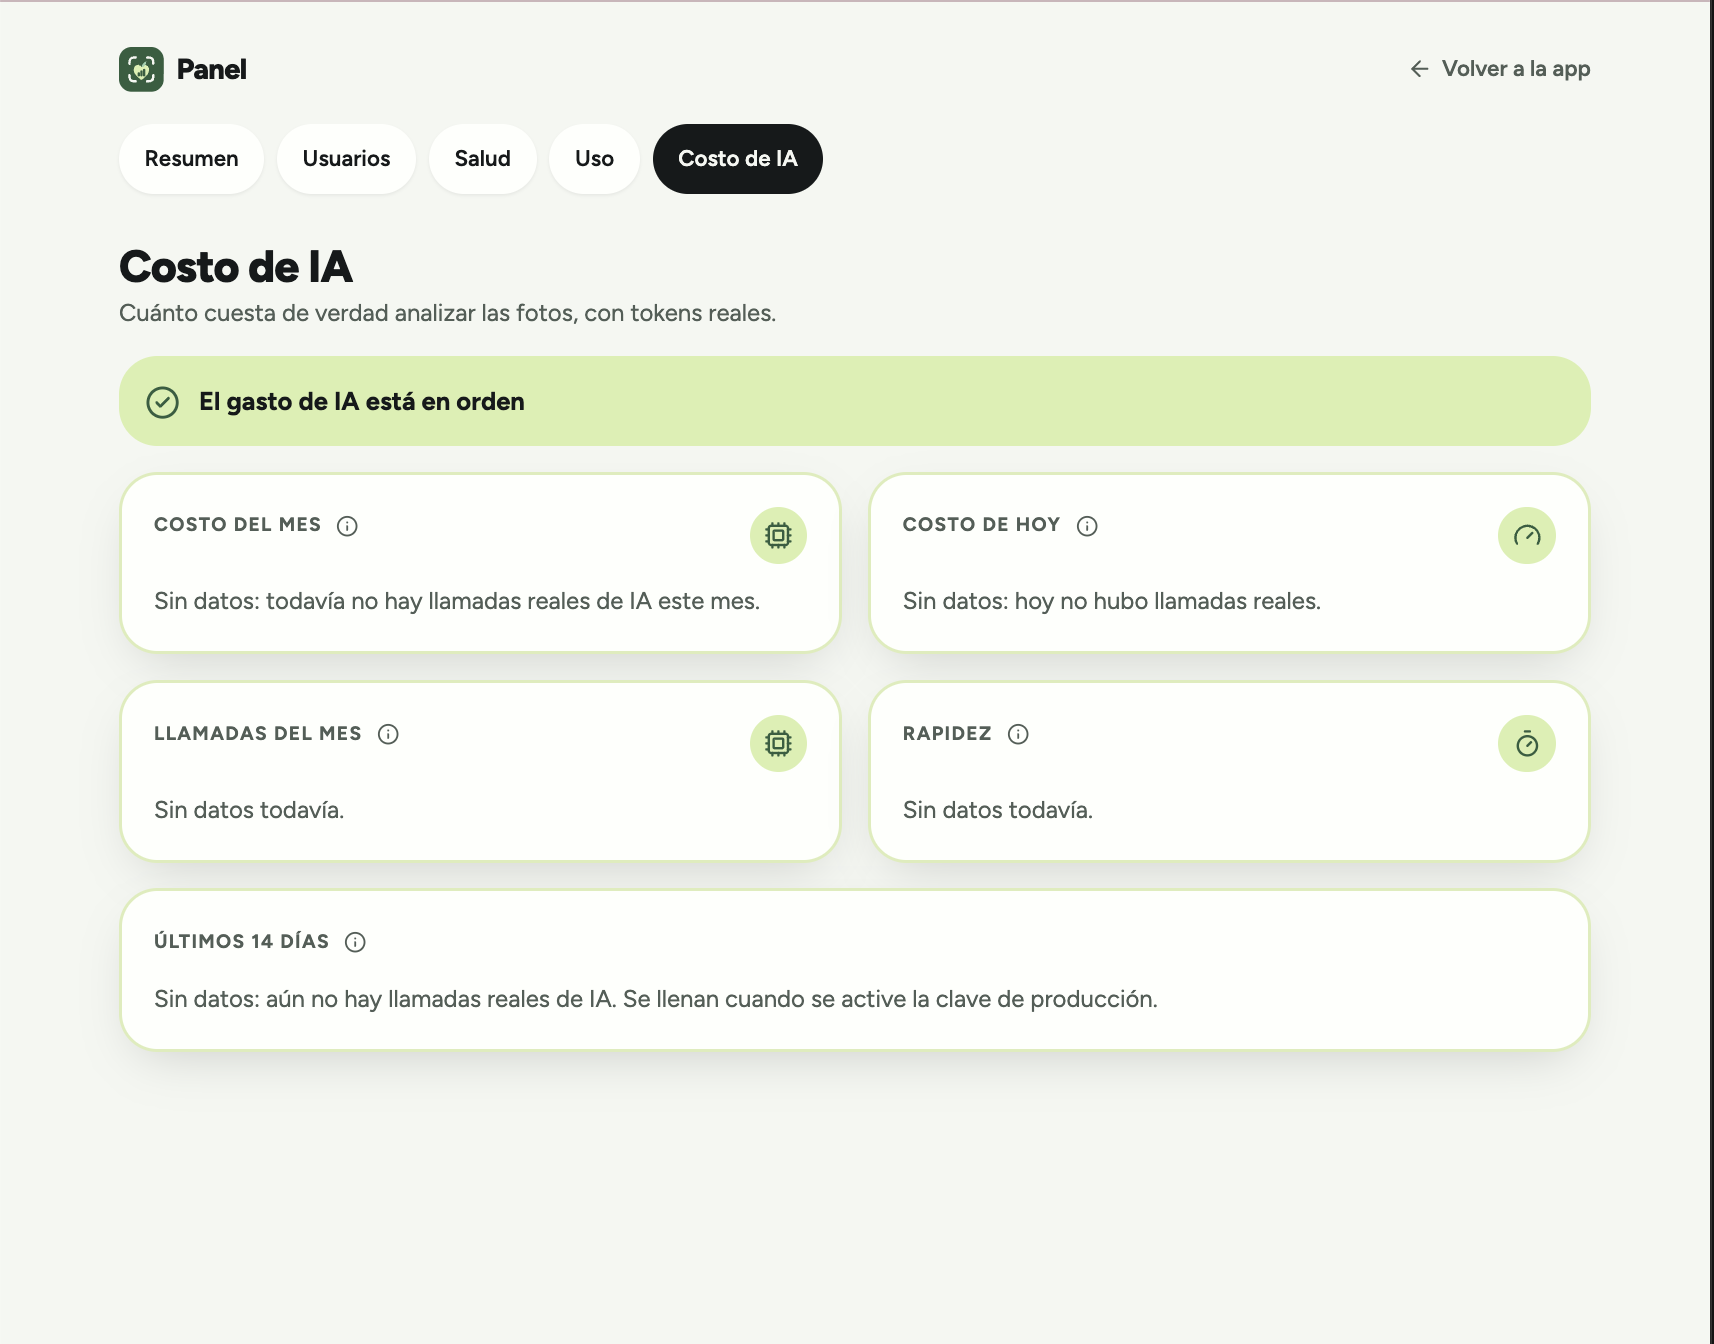 Panel
Volver a la app
Resumen
Usuarios
Salud
Uso
Costo de IA
Costo de IA
Cuánto cuesta de verdad analizar las fotos, con tokens reales.
El gasto de IA está en orden
COSTO DEL MES
Sin datos: todavía no hay llamadas reales de IA este mes.
COSTO DE HOY
Sin datos: hoy no hubo llamadas reales.
LLAMADAS DEL MES
Sin datos todavía.
RAPIDEZ
Sin datos todavía.
ÚLTIMOS 14 DÍAS
Sin datos: aún no hay llamadas reales de IA. Se llenan cuando se active la clave de producción.